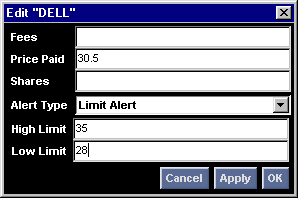 Edit "DELL"
Fees
Price Paid 30.5
Shares
Alert Type Limit Alert
High Limit 35
Low Limit 28
Cancel Apply OK